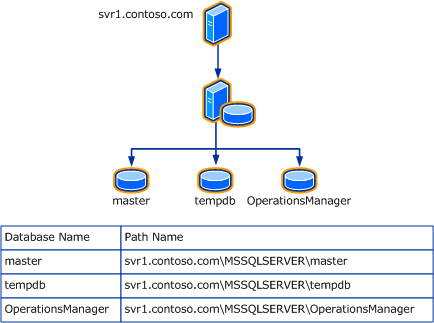 svr1.contoso.com
master
tempdb
OperationsManager
Database Name Path Name
master svr1.contoso.com\MSSQLSERVER\master
tempdb svr1.contoso.com\MSSQLSERVER\tempdb
OperationsManager svr1.contoso.com\MSSQLSERVER\OperationsManager